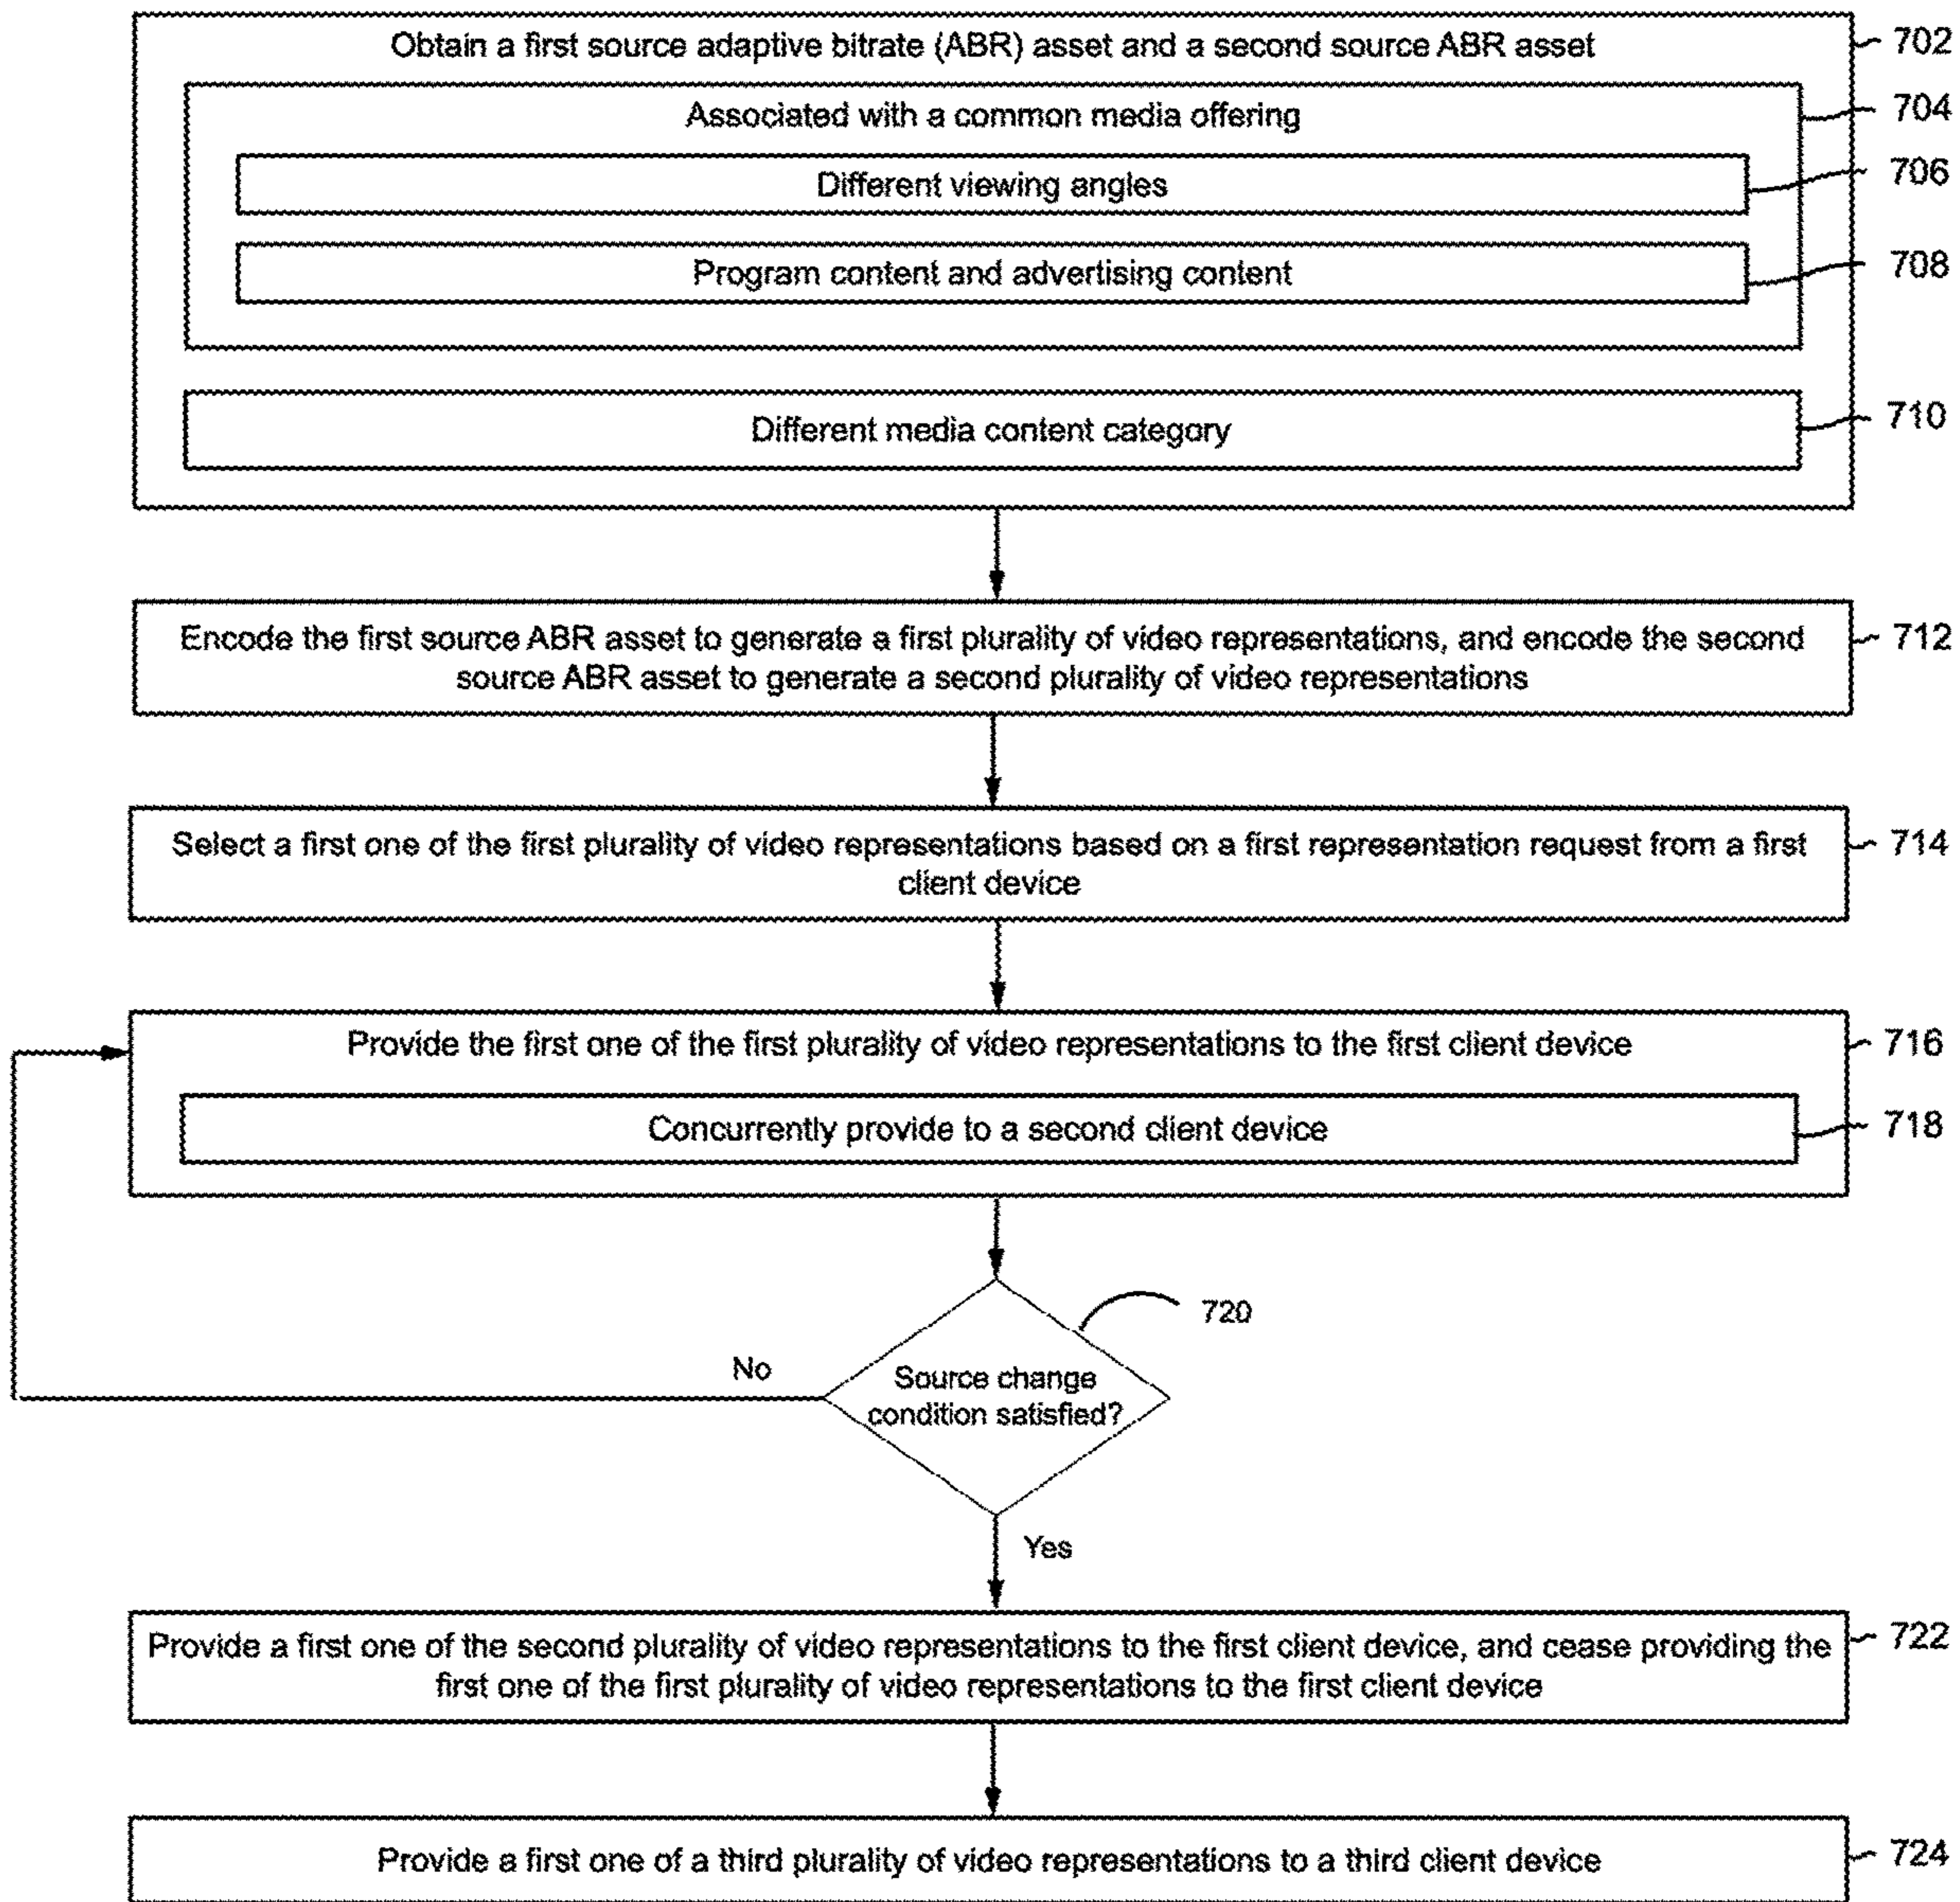 Obtain a first source adaptive bitrate (ABR) asset and a second source ABR asset
702
Associated with a common media offering
704
Different viewing angles
706
Program content and advertising content
708
Different media content category
710
Encode the first source ABR asset to generate a first plurality of video representations, and encode the second
source ABR asset to generate a second plurality of video representations
712
Select a first one of the first plurality of video representations based on a first representation request from a first
client device
714
Provide the first one of the first plurality of video representations to the first client device
716
Concurrently provide to a second client device
718
720
No
Source change
condition satisfied?
Yes
Provide a first one of the second plurality of video representations to the first client device, and cease providing the
first one of the first plurality of video representations to the first client device
722
Provide a first one of a third plurality of video representations to a third client device
724